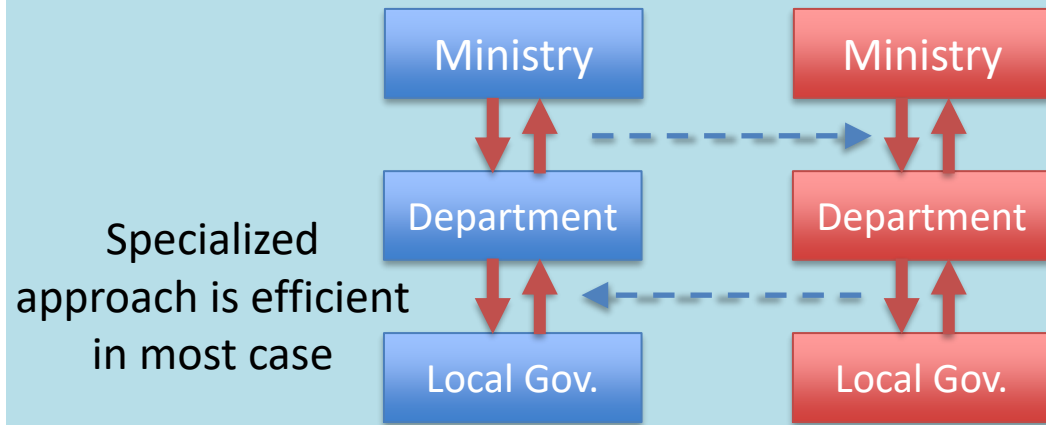 Ministry
Ministry
Department
Department
Specialized
approach is efficient
in most case
Local Gov.
Local Gov.